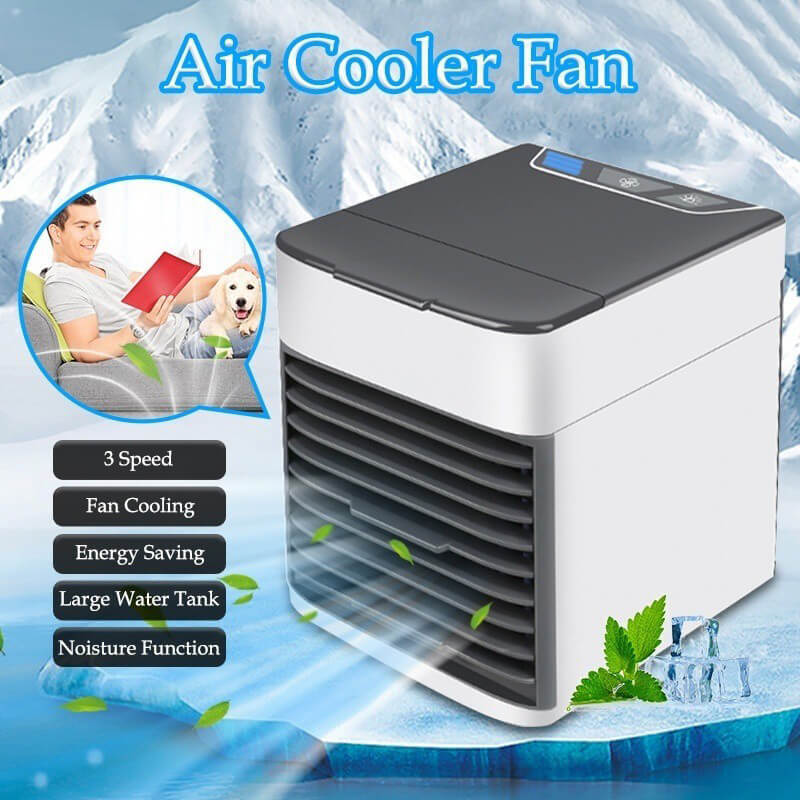 Air Cooler Fan
3 Speed
Fan Cooling
Energy Saving
Large Water Tank
Noisture Function